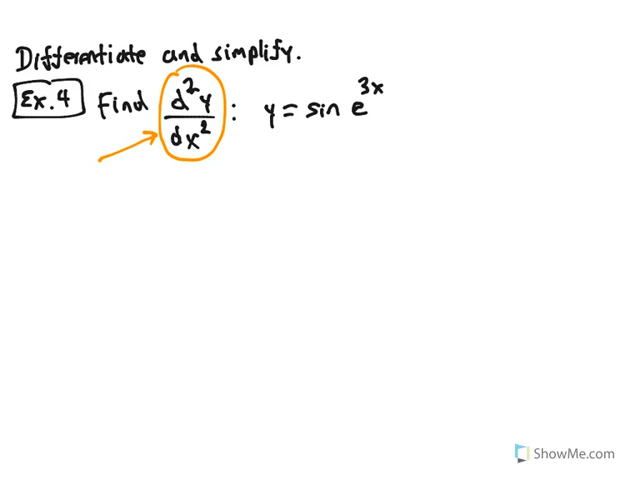 Differentiate and simplify.
Ex. 4 Find d²y/dx² : y = sin e^3x
ShowMe.com